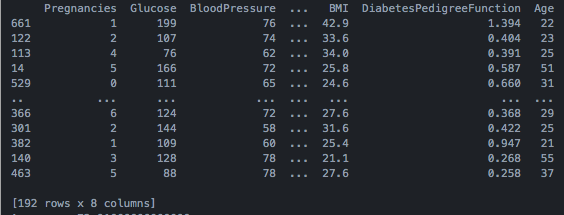 Pregnancies Glucose BloodPressure ... BMI DiabetesPedigreeFunction Age
661 1 199 76 ... 42.9 1.394 22
122 2 107 74 ... 33.6 0.404 23
113 4 76 62 ... 34.0 0.391 25
14 5 166 72 ... 25.8 0.587 51
529 0 111 65 ... 24.6 0.660 31
.. ... ... ... ... ... ... ...
366 6 124 72 ... 27.6 0.368 29
301 2 144 58 ... 31.6 0.422 25
382 1 109 60 ... 25.4 0.947 21
140 3 128 78 ... 21.1 0.268 55
463 5 88 78 ... 27.6 0.258 37
[192 rows x 8 columns]